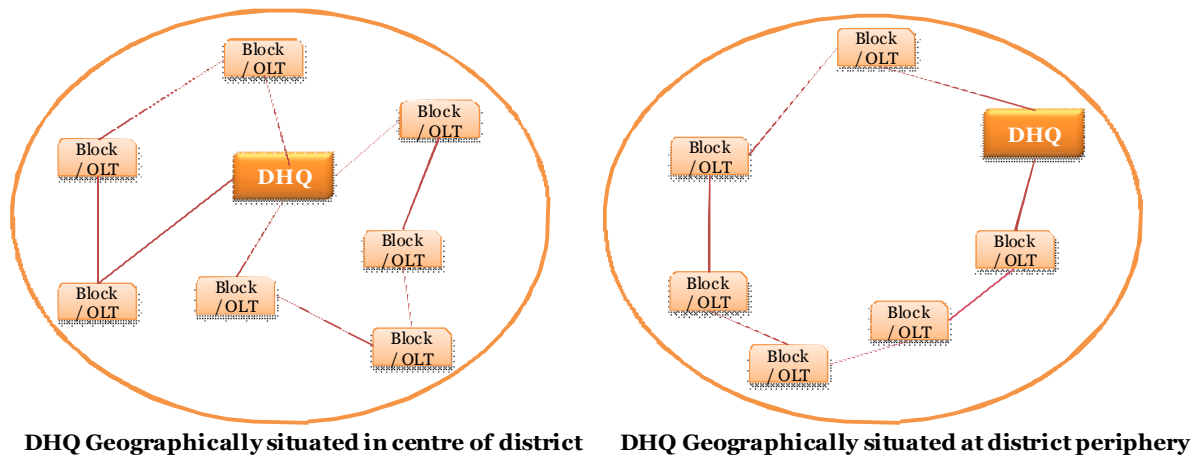 Block
/ OLT
Block
/ OLT
Block
/ OLT
DHQ
Block
/ OLT
Block
/ OLT
Block
/ OLT
Block
/ OLT
DHQ Geographically situated in centre of district
Block
/ OLT
DHQ
Block
/ OLT
Block
/ OLT
Block
/ OLT
Block
/ OLT
Block
/ OLT
DHQ Geographically situated at district periphery